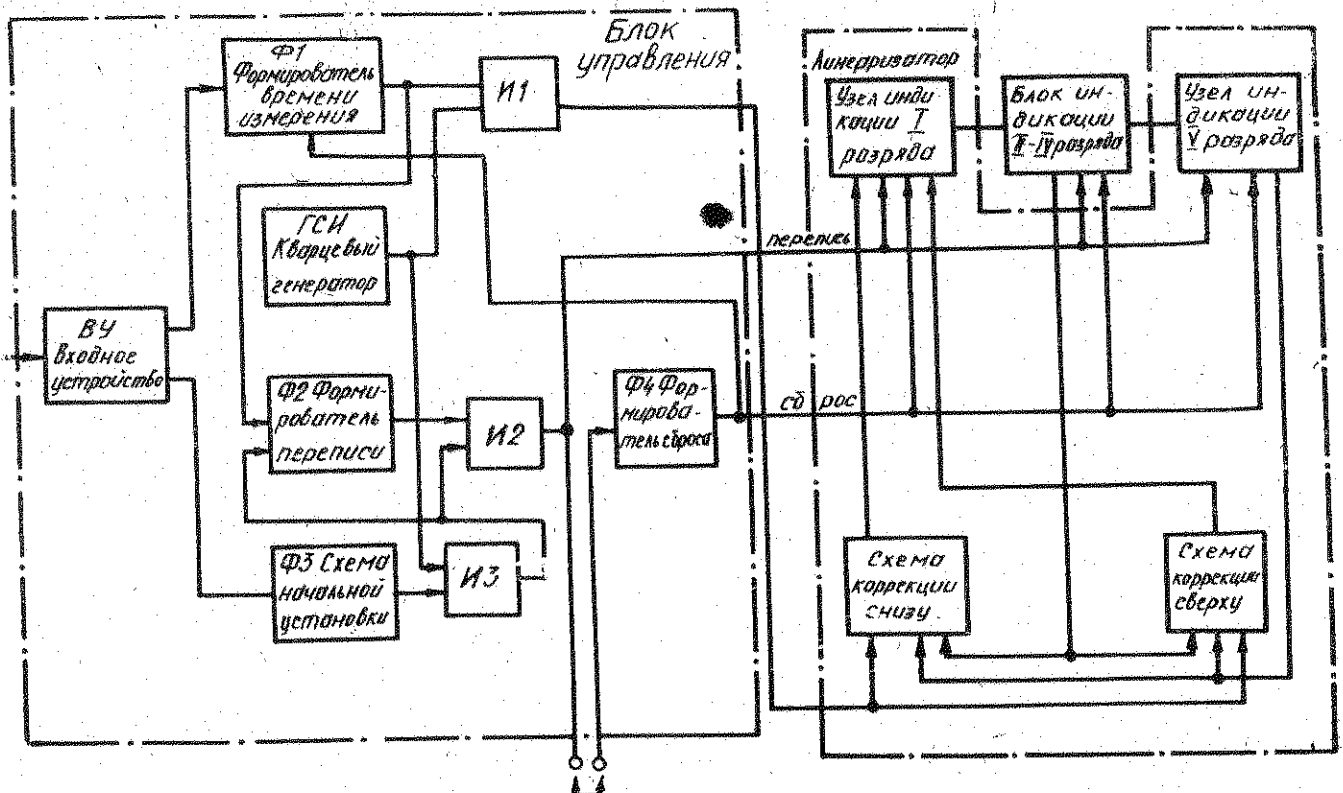 Блок
управления
Ф1
Формирователь
времени
измерения
И1
ГСИ
Кварцевый
генератор
ВУ
Входное
устройство
Ф2 Форми-
рователь
переписи
И2
Ф3 Схема
начальной
установки
И3
Ф4 Фор-
мирова-
тель сброса
перепись
сброс
Линерризатор
Узел инди
кации I
разряда
Блок ин-
дикации
II-IV разряда
Узел ин-
дикации
V разряда
Схема
коррекции
снизу
Схема
коррекции
сверху